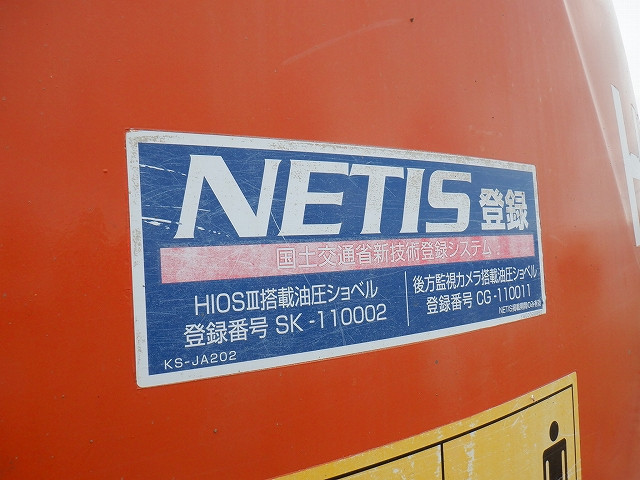 NETIS 登録
国土交通省新技術登録システム
HIOSⅢ搭載油圧ショベル
登録番号 SK-110002
後方監視カメラ搭載油圧ショベル
登録番号 CG-110011
KS-JA202